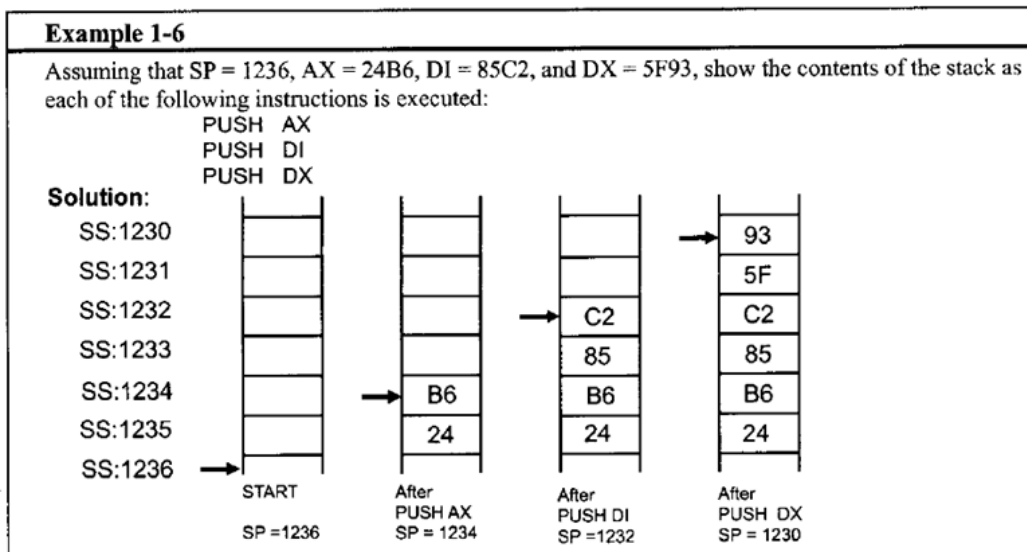 Example 1-6
Assuming that SP = 1236, AX = 24B6, DI = 85C2, and DX = 5F93, show the contents of the stack as
each of the following instructions is executed:
PUSH AX
PUSH DI
PUSH DX
Solution:
SS:1230 93
SS:1231 5F
SS:1232 C2 C2
SS:1233 85 85
SS:1234 B6 B6 B6
SS:1235 24 24 24
SS:1236
START After After After
PUSH AX PUSH DI PUSH DX
SP =1236 SP = 1234 SP =1232 SP = 1230